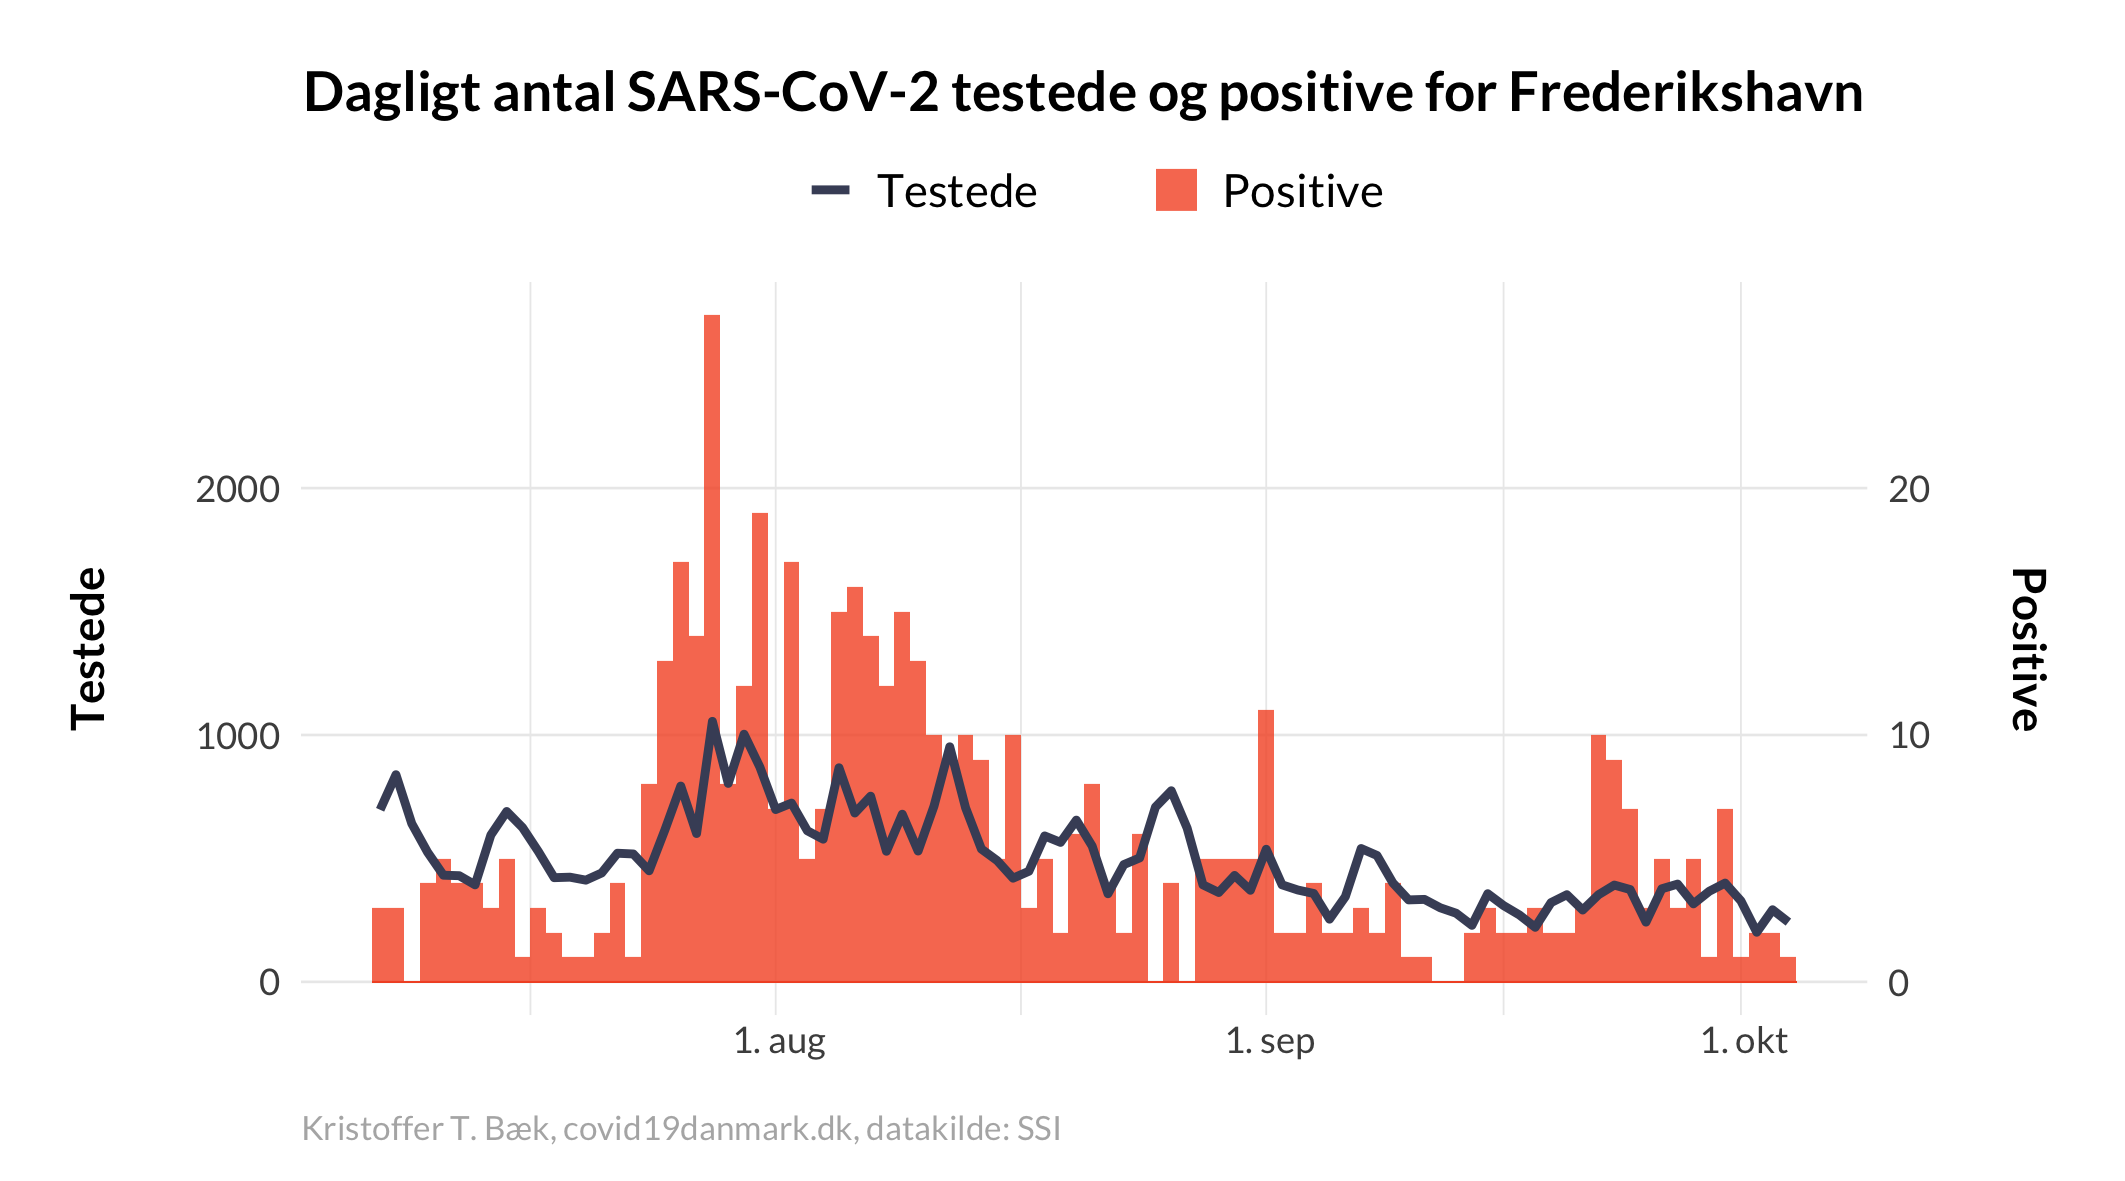 Dagligt antal SARS-CoV-2 testede og positive for Frederikshavn
Testede
Positive
Testede
2000
1000
0
20
10
0
Positive
1. aug
1. sep
1. okt
Kristoffer T. Bæk, covid19danmark.dk, datakilde: SSI